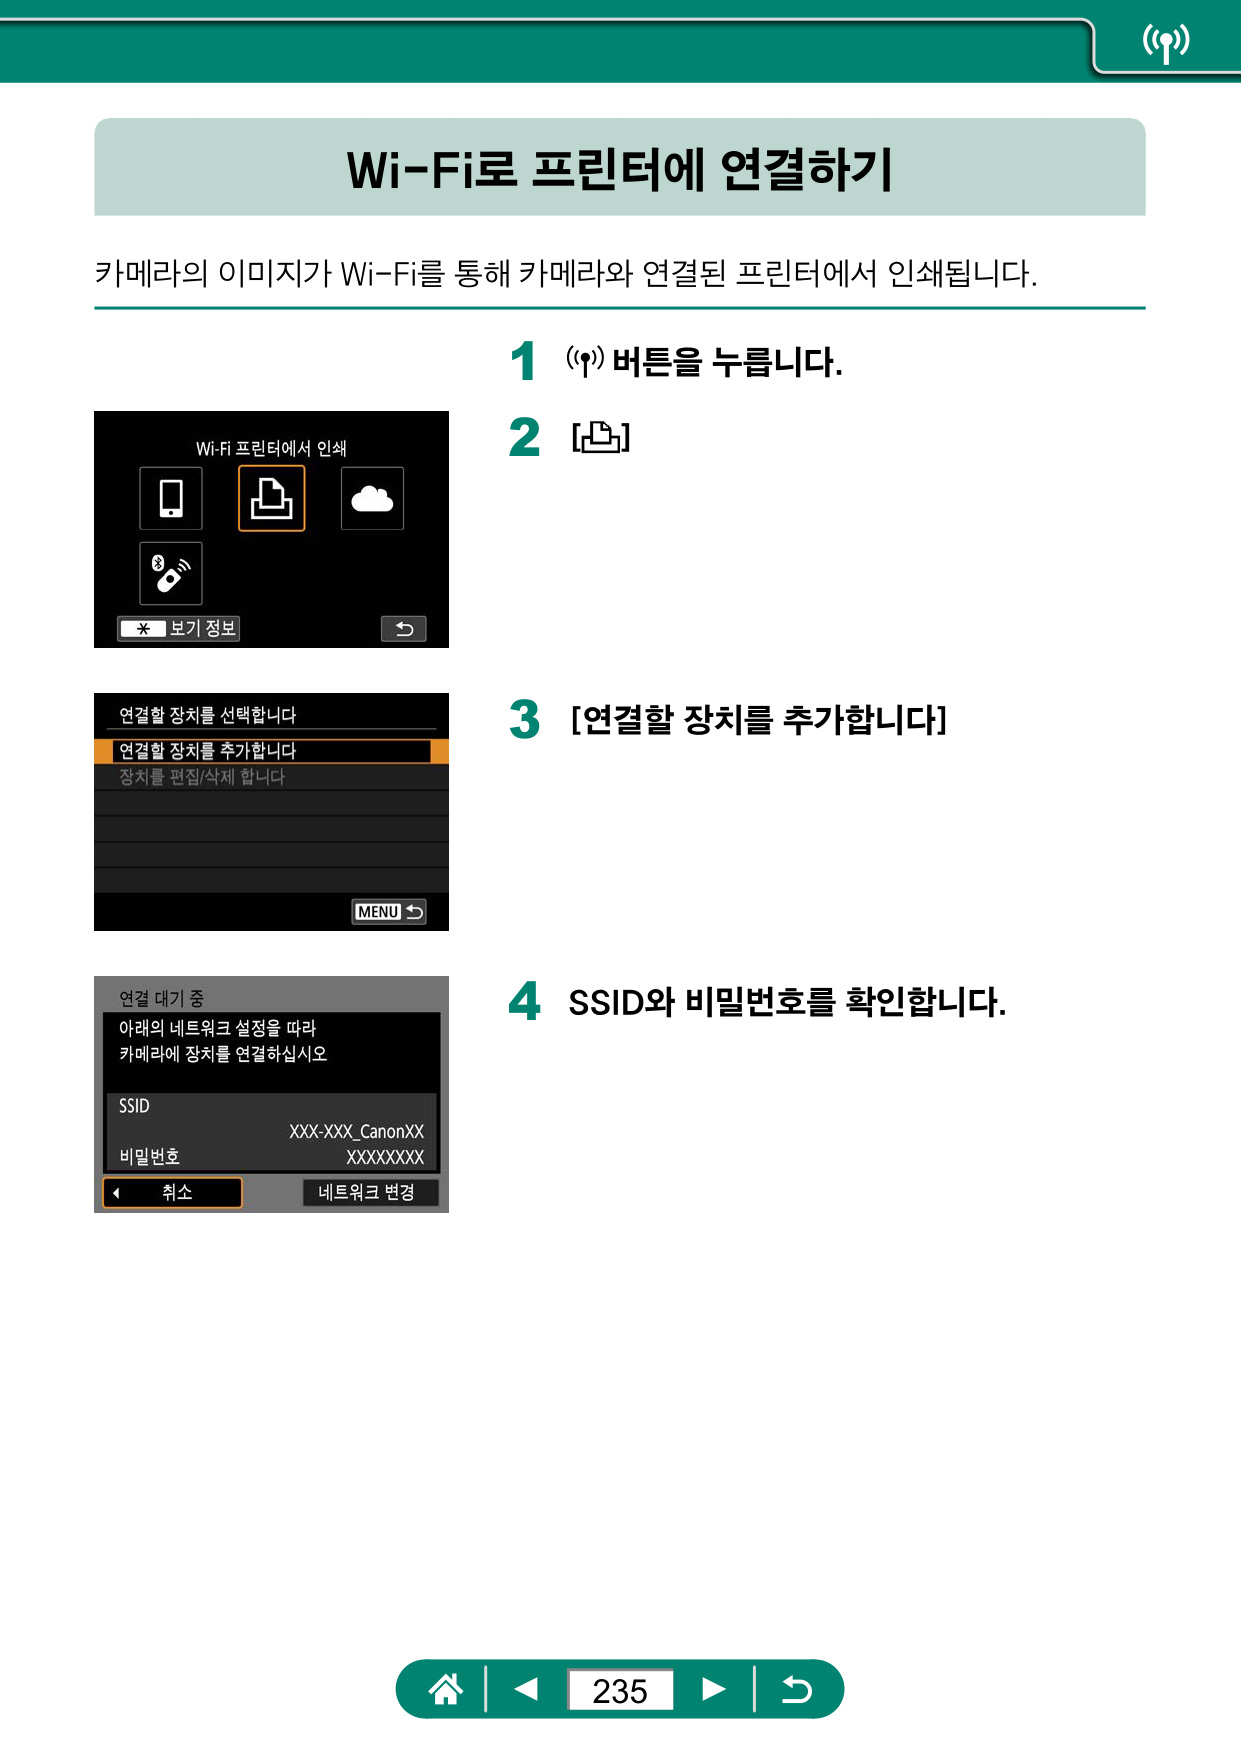 Wi-Fi로 프린터에 연결하기
카메라의 이미지가 Wi-Fi를 통해 카메라와 연결된 프린터에서 인쇄됩니다.
1 버튼을 누릅니다.
2 [ ]
Wi-Fi 프린터에서 인쇄
보기 정보
3 [연결할 장치를 추가합니다]
연결할 장치를 선택합니다
연결할 장치를 추가합니다
장치를 편집/삭제 합니다
MENU
4 SSID와 비밀번호를 확인합니다.
연결 대기 중
아래의 네트워크 설정을 따라
카메라에 장치를 연결하십시오
SSID
XXX-XXX_CanonXX
비밀번호 XXXXXXXX
취소 네트워크 변경
235